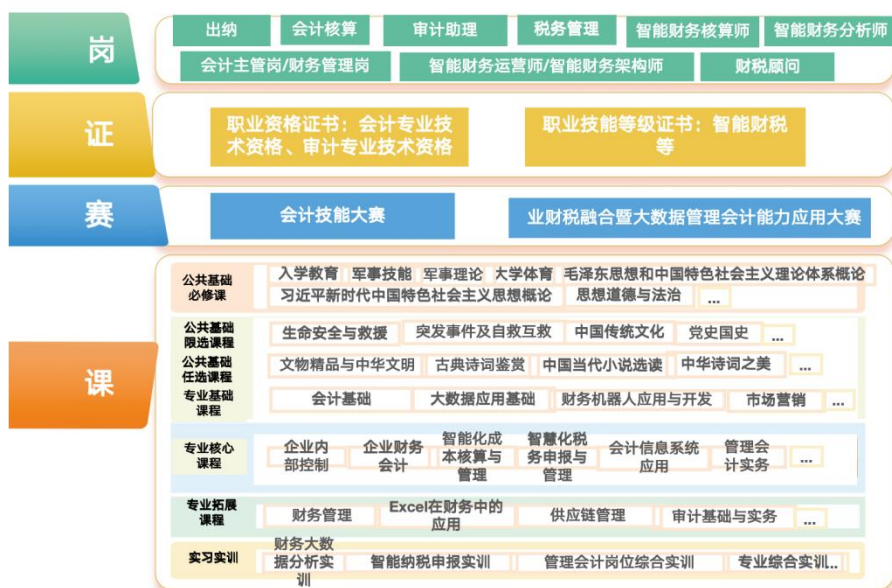 岗
出纳 会计核算 审计助理 税务管理 智能财务核算师 智能财务分析师
会计主管岗/财务管理岗 智能财务运营师/智能财务架构师 财税顾问
证
职业资格证书：会计专业技
术资格、审计专业技术资格
职业技能等级证书：智能财税
等
赛
会计技能大赛 业财税融合暨大数据管理会计能力应用大赛
课
公共基础
必修课
入学教育 军事技能 军事理论 大学体育 毛泽东思想和中国特色社会主义理论体系概论
习近平新时代中国特色社会主义思想概论 思想道德与法治 ...
公共基础
限选课程
生命安全与救援 突发事件及自救互救 中国传统文化 党史国史 ...
公共基础
任选课程
文物精品与中华文明 古典诗词鉴赏 中国当代小说选读 中华诗词之美 ...
专业基础
课程
会计基础 大数据应用基础 财务机器人应用与开发 市场营销 ...
专业核心
课程
企业内
部控制
企业财务
会计
智能化成
本核算与
管理
智慧化税
务申报与
管理
会计信息系统
应用
管理会
计实务
...
专业拓展
课程
财务管理
Excel在财务中的
应用
供应链管理 审计基础与实务 ...
实习实训
财务大数
据分析实
训
智能纳税申报实训 管理会计岗位综合实训 专业综合实训...